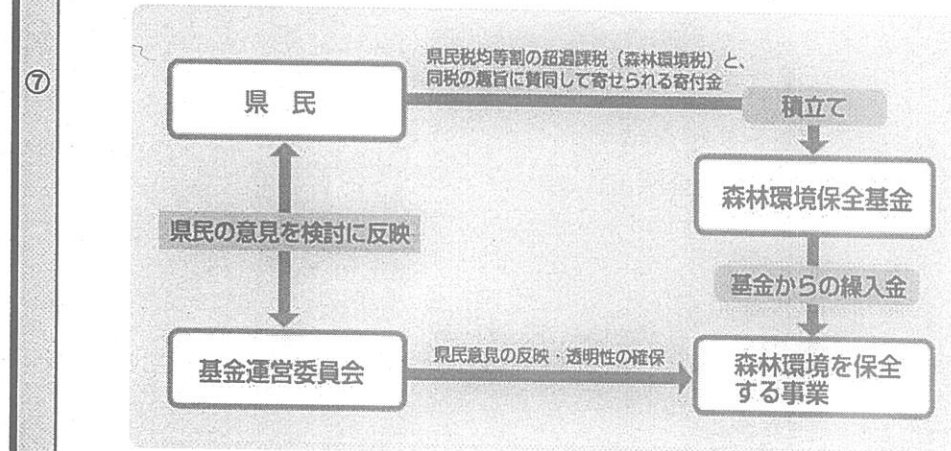 ⑦
県民税均等割の超過課税（森林環境税）と、
同税の趣旨に賛同して寄せられる寄付金
県 民
積立て
森林環境保全基金
県民の意見を検討に反映
基金からの繰入金
基金運営委員会
県民意見の反映・透明性の確保
森林環境を保全
する事業